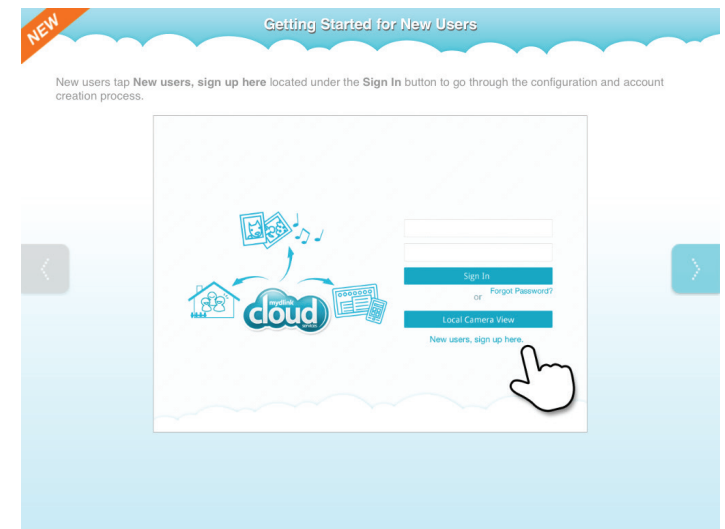 NEW
Getting Started for New Users
New users tap New users, sign up here located under the Sign In button to go through the configuration and account
creation process.
mydlink
cloud
services
Sign In
Forgot Password?
or
Local Camera View
New users, sign up here.